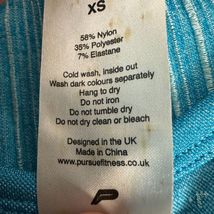 XS
58% Nylon
35% Polyester
7% Elastane
Cold wash, inside out
Wash dark colours separately
Hang to dry
Do not iron
Do not tumble dry
Do not dry clean or bleach
Designed in the UK
Made in China
www.pursuefitness.co.uk